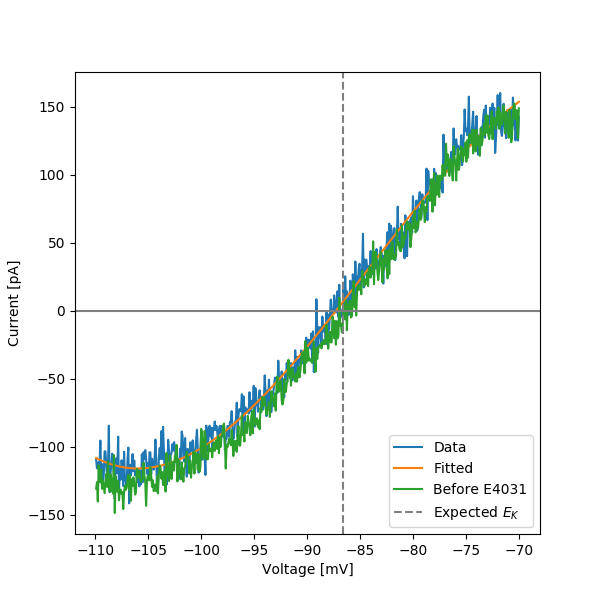 Current [pA]
150
100
50
0
−50
−100
−150
−110
−105
−100
−95
−90
−85
−80
−75
−70
Voltage [mV]
Data
Fitted
Before E4031
Expected $E_K$